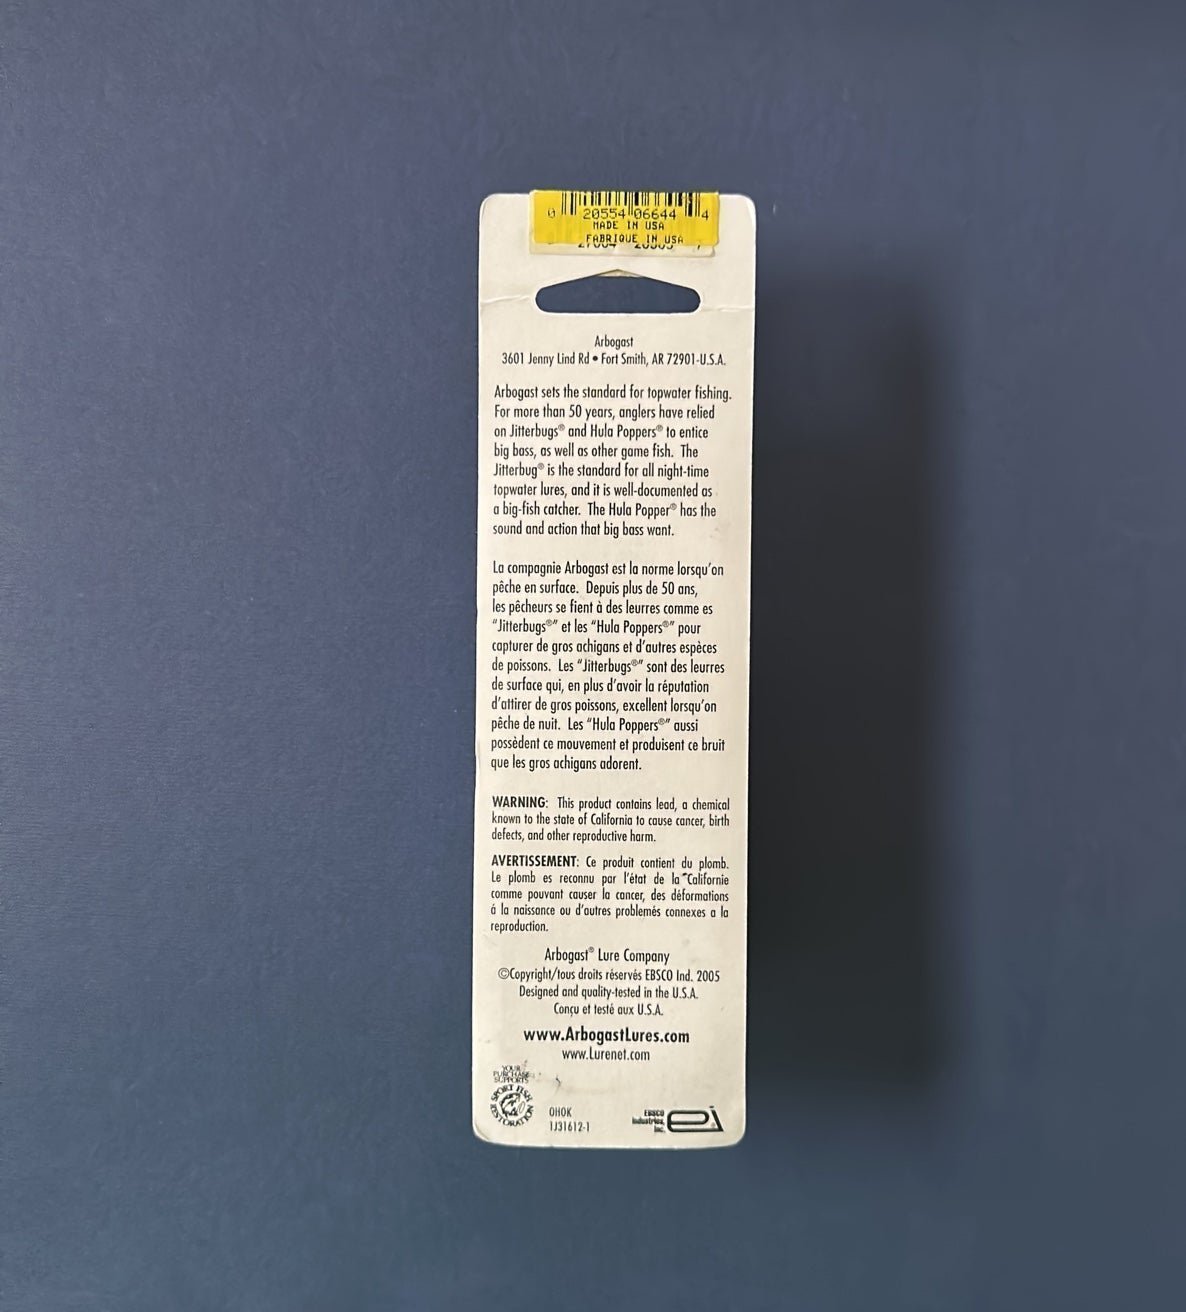 0 20554 06644 4
MADE IN USA
FABRIQUE IN USA
Arbogast
3601 Jenny Lind Rd • Fort Smith, AR 72901-U.S.A.
Arbogast sets the standard for topwater fishing.
For more than 50 years, anglers have relied
on Jitterbugs® and Hula Poppers® to entice
big bass, as well as other game fish. The
Jitterbug® is the standard for all night-time
topwater lures, and it is well-documented as
a big-fish catcher. The Hula Popper® has the
sound and action that big bass want.
La compagnie Arbogast est la norme lorsqu'on
pêche en surface. Depuis plus de 50 ans,
les pêcheurs se fient à des leurres comme es
"Jitterbugs®" et les "Hula Poppers®" pour
capturer de gros achigans et d'autres espèces
de poissons. Les "Jitterbugs®" sont des leurres
de surface qui, en plus d'avoir la réputation
d'attirer de gros poissons, excellent lorsqu'on
pêche de nuit. Les "Hula Poppers®" aussi
possèdent ce mouvement et produisent ce bruit
que les gros achigans adorent.
WARNING: This product contains lead, a chemical
known to the state of California to cause cancer, birth
defects, and other reproductive harm.
AVERTISSEMENT: Ce produit contient du plomb.
Le plomb es reconnu par l'état de la Californie
comme pouvant causer la cancer, des déformations
á la naissance ou d'autres problemés connexes a la
reproduction.
Arbogast® Lure Company
©Copyright/tous droits réservés EBSCO Ind. 2005
Designed and quality-tested in the U.S.A.
Conçu et testé aux U.S.A.
www.ArbogastLures.com
www.Lurenet.com
YOUR
PURCHASE
SUPPORTS
SPORT FISH
RESTORATION
OHOK
1J31612-1
EBSCO
Industries,
Inc.
ei